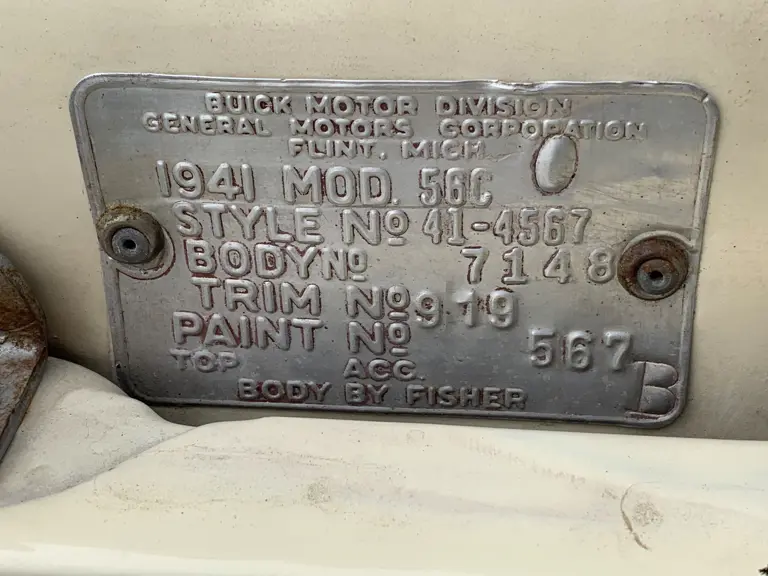 BUICK MOTOR DIVISION
GENERAL MOTORS CORPORATION
FLINT, MICH.
1941 MOD. 56C
STYLE No 41-4567
BODY No 7148
TRIM No 919
PAINT No 567
TOP ACC. B
BODY BY FISHER